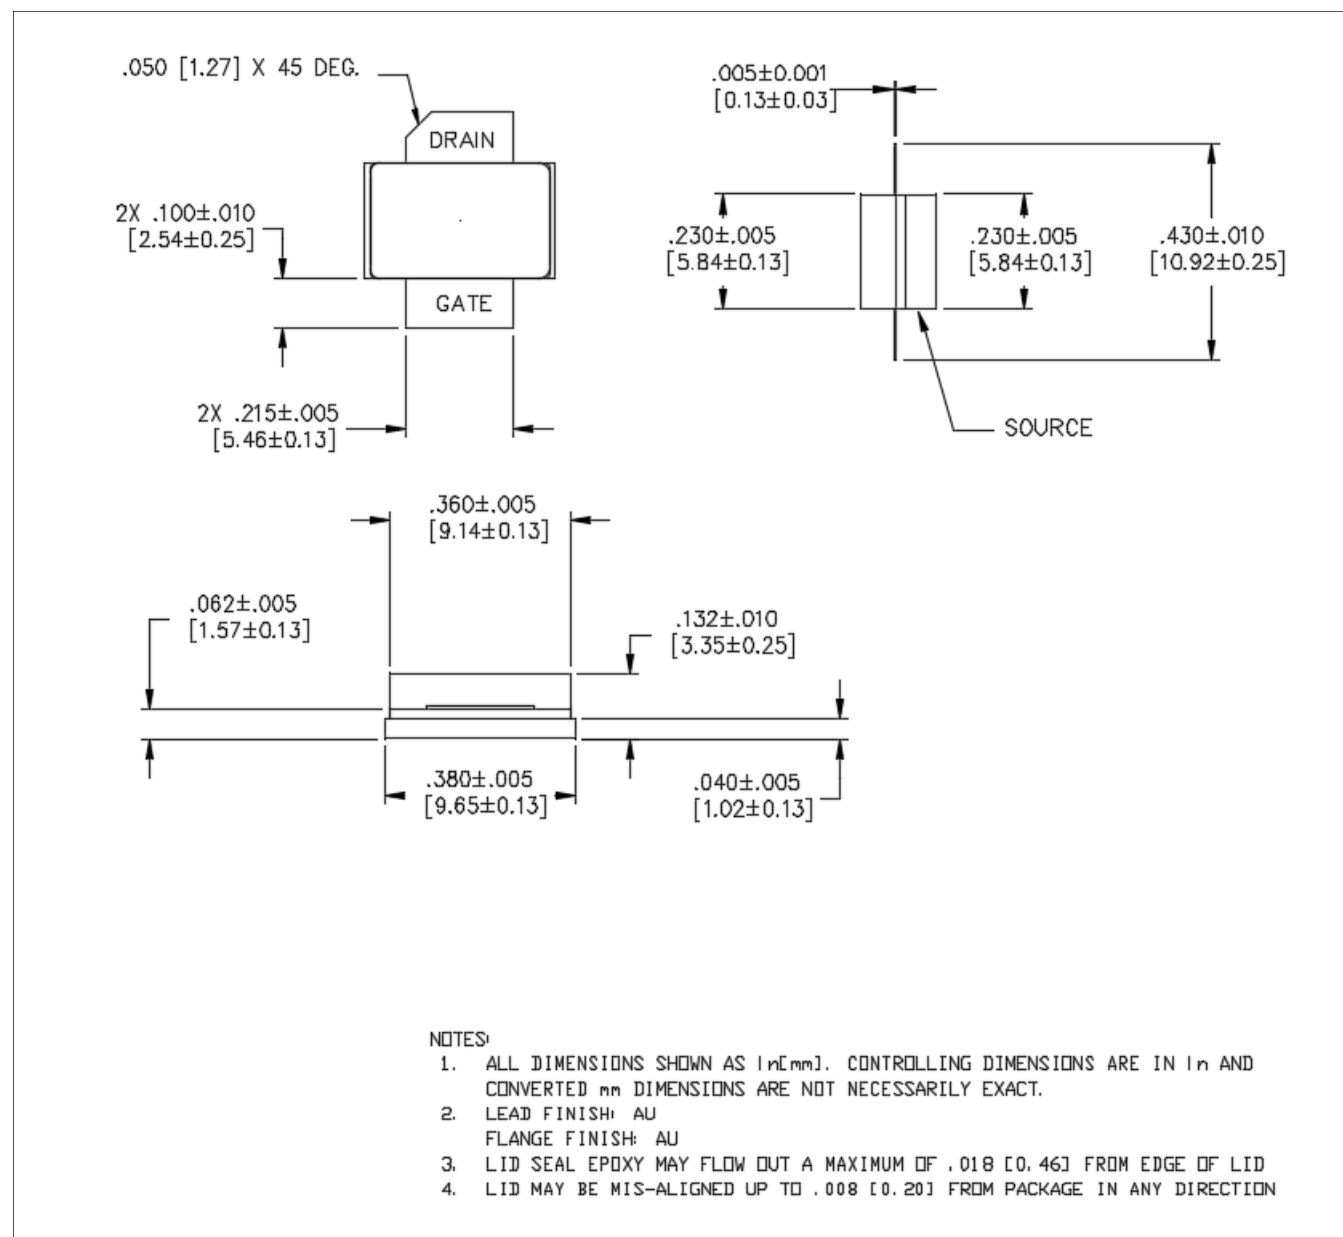 .050 [1.27] X 45 DEG.
DRAIN
2X .100±.010
[2.54±0.25]
GATE
2X .215±.005
[5.46±0.13]
.005±0.001
[0.13±0.03]
.230±.005
[5.84±0.13]
.230±.005
[5.84±0.13]
.430±.010
[10.92±0.25]
SOURCE
.360±.005
[9.14±0.13]
.062±.005
[1.57±0.13]
.132±.010
[3.35±0.25]
.380±.005
[9.65±0.13]
.040±.005
[1.02±0.13]
NOTES:
1. ALL DIMENSIONS SHOWN AS In[mm]. CONTROLLING DIMENSIONS ARE IN In AND
CONVERTED mm DIMENSIONS ARE NOT NECESSARILY EXACT.
2. LEAD FINISH: AU
FLANGE FINISH: AU
3. LID SEAL EPOXY MAY FLOW OUT A MAXIMUM OF .018 [0.46] FROM EDGE OF LID
4. LID MAY BE MIS-ALIGNED UP TO .008 [0.20] FROM PACKAGE IN ANY DIRECTION